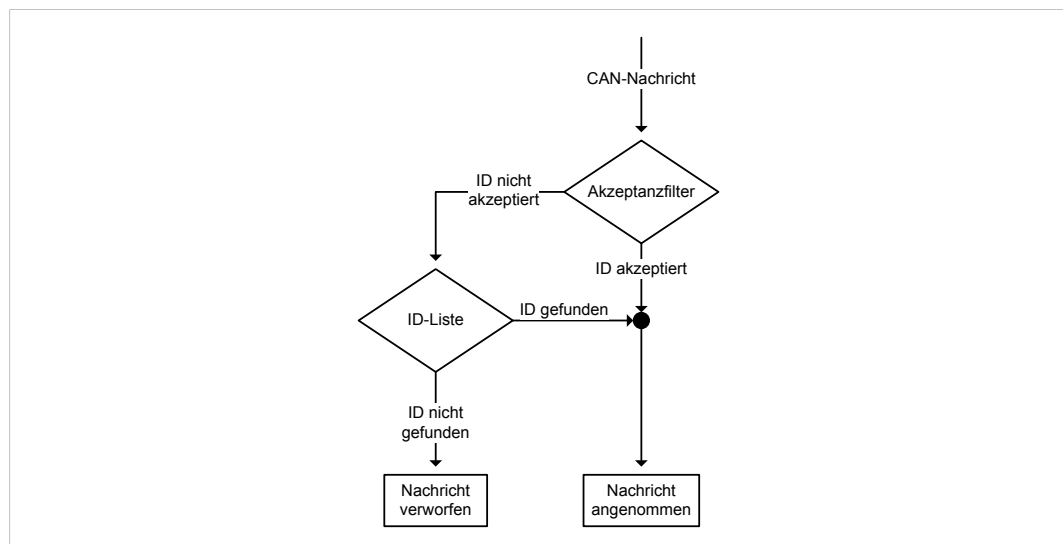 CAN-Nachricht
ID nicht
akzeptiert
Akzeptanzfilter
ID akzeptiert
ID-Liste
ID gefunden
ID nicht
gefunden
Nachricht
verworfen
Nachricht
angenommen